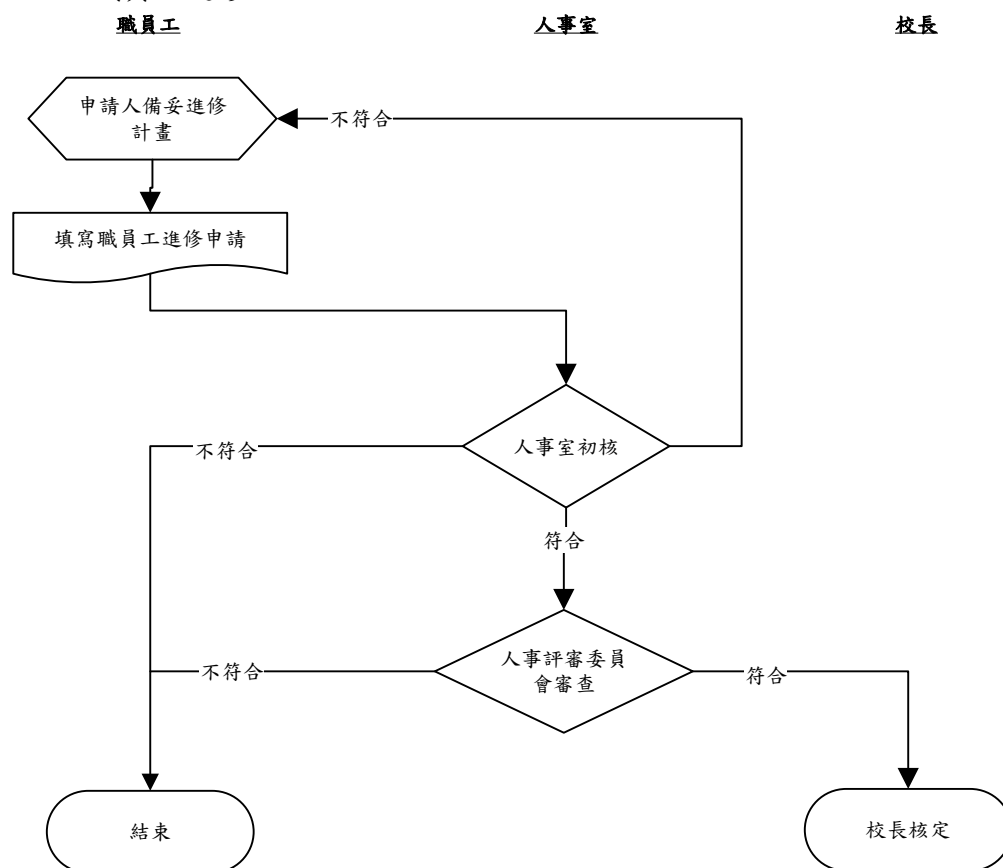 職員工
人事室
校長
申請人備妥進修
計畫
不符合
填寫職員工進修申請
人事室初核
不符合
符合
人事評審委員
會審查
不符合
符合
結束
校長核定